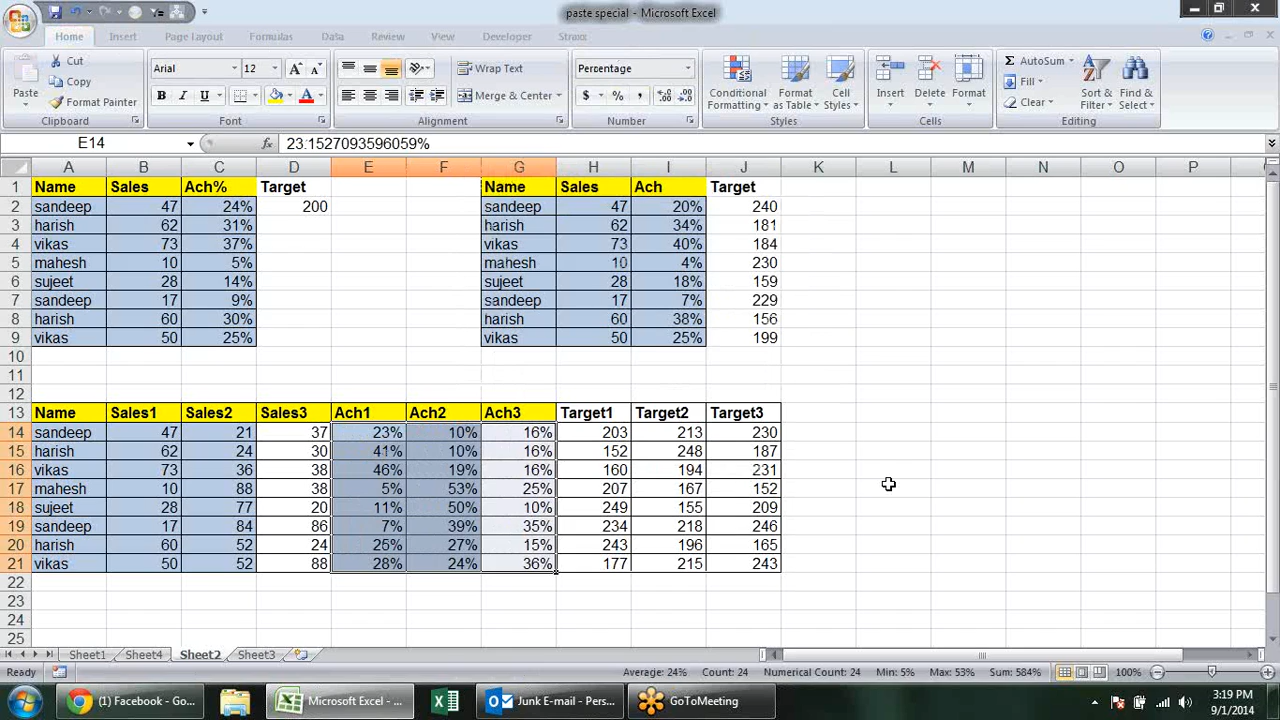 paste special - Microsoft Excel
Home Insert Page Layout Formulas Data Review View Developer Straxx
Paste
Cut
Copy
Format Painter
Clipboard
Arial 12 A A
B I U A
Font
Wrap Text
Merge & Center
Alignment
Percentage
$ % ,
Number
Conditional Formatting
Format as Table
Cell Styles
Styles
Insert Delete Format
Cells
AutoSum
Fill
Clear
Sort & Filter
Find & Select
Editing
E14 fx 23.15270935960590%
A B C D E F G H I J K L M N O P
1 Name Sales Ach% Target Name Sales Ach Target
2 sandeep 47 24% 200 sandeep 47 20% 240
3 harish 62 31% harish 62 34% 181
4 vikas 73 37% vikas 73 40% 184
5 mahesh 10 5% mahesh 10 4% 230
6 sujeet 28 14% sujeet 28 18% 159
7 sandeep 17 9% sandeep 17 7% 229
8 harish 60 30% harish 60 38% 156
9 vikas 50 25% vikas 50 25% 199
10
11
12
13 Name Sales1 Sales2 Sales3 Ach1 Ach2 Ach3 Target1 Target2 Target3
14 sandeep 47 21 37 23% 10% 16% 203 213 230
15 harish 62 24 30 41% 10% 16% 152 248 187
16 vikas 73 36 38 46% 19% 16% 160 194 231
17 mahesh 10 88 38 5% 53% 25% 207 167 152
18 sujeet 28 77 20 11% 50% 10% 249 155 209
19 sandeep 17 84 86 7% 39% 35% 234 218 246
20 harish 60 52 24 25% 27% 15% 243 196 165
21 vikas 50 52 88 28% 24% 36% 177 215 243
22
23
24
25
Sheet1 Sheet4 Sheet2 Sheet3
Ready Average: 24% Count: 24 Numerical Count: 24 Min: 5% Max: 53% Sum: 584% 100%
(1) Facebook - Go... Microsoft Excel - ... Junk E-mail - Pers... GoToMeeting
3:19 PM
9/1/2014